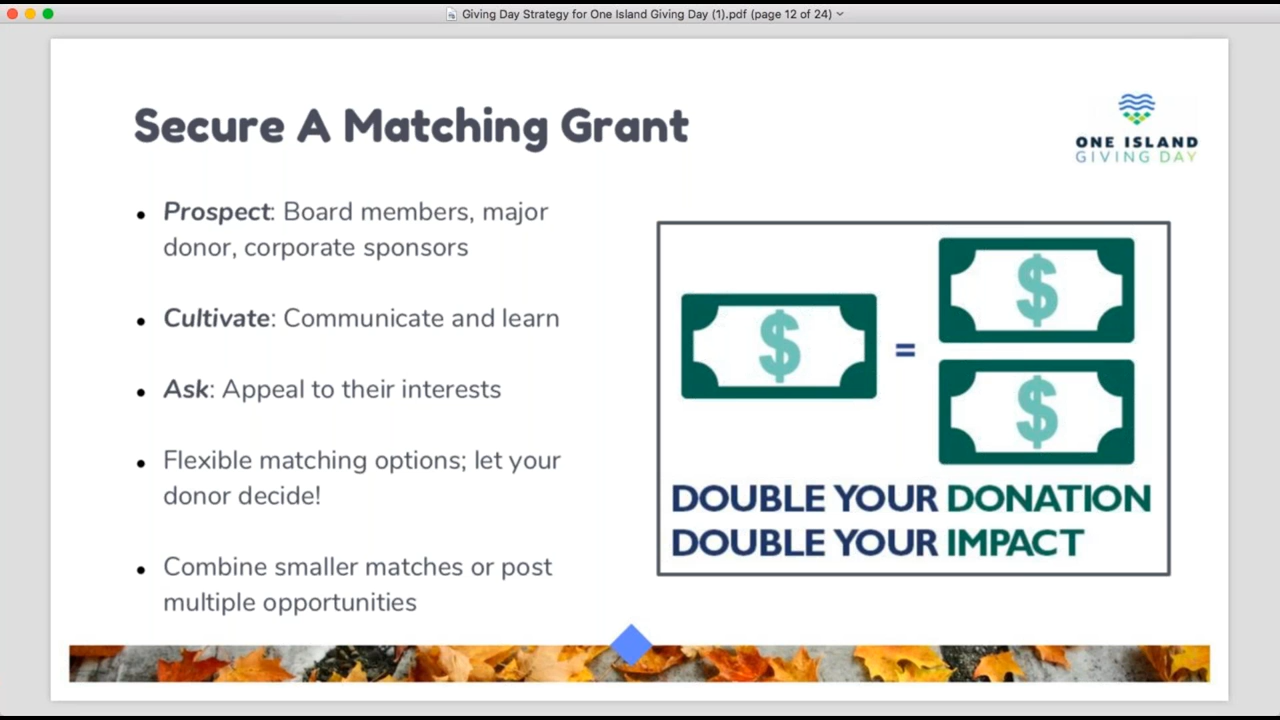 Giving Day Strategy for One Island Giving Day (1).pdf (page 12 of 24)
Secure A Matching Grant
ONE ISLAND
GIVING DAY
• Prospect: Board members, major
donor, corporate sponsors
• Cultivate: Communicate and learn
• Ask: Appeal to their interests
• Flexible matching options; let your
donor decide!
• Combine smaller matches or post
multiple opportunities
$
=
$
$
DOUBLE YOUR DONATION
DOUBLE YOUR IMPACT